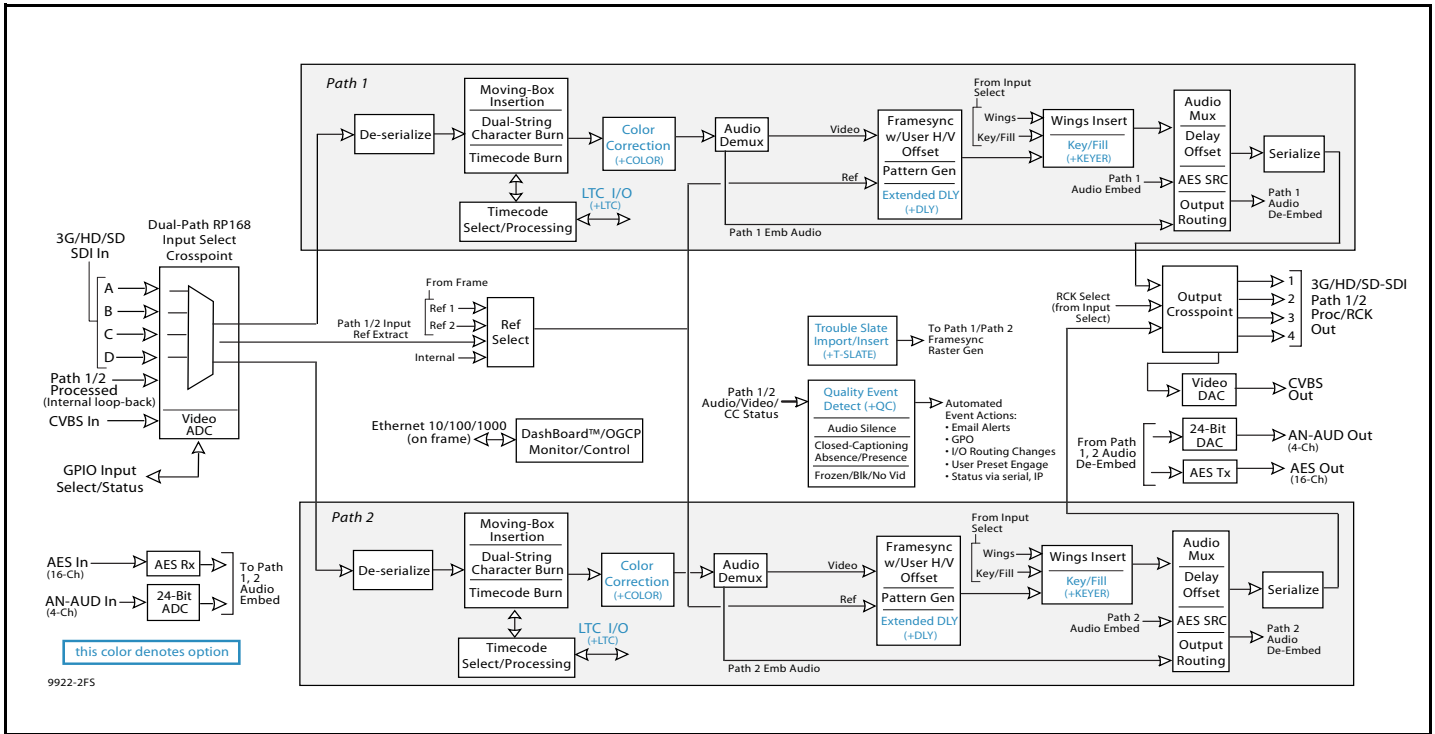 Path 1
De-serialize
Moving-Box
Insertion
Dual-String
Character Burn
Timecode Burn
Timecode
Select/Processing
LTC I/O
(+LTC)
Color
Correction
(+COLOR)
Audio
Demux
Video
Ref
Path 1 Emb Audio
Framesync
w/User H/V
Offset
Pattern Gen
Extended DLY
(+DLY)
From Input
Select
Wings
Key/Fill
Wings Insert
Key/Fill
(+KEYER)
Path 1
Audio Embed
Audio
Mux
Delay
Offset
AES SRC
Output
Routing
Serialize
Path 1
Audio
De-Embed
Dual-Path RP168
Input Select
Crosspoint
3G/HD/SD
SDI In
A
B
C
D
Path 1/2
Processed
(Internal loop-back)
CVBS In
Video
ADC
GPIO Input
Select/Status
From Frame
Ref 1
Ref 2
Path 1/2 Input
Ref Extract
Internal
Ref
Select
Ethernet 10/100/1000
(on frame)
DashBoard™/OGCP
Monitor/Control
Trouble Slate
Import/Insert
(+T-SLATE)
To Path 1/Path 2
Framesync
Raster Gen
Path 1/2
Audio/Video/
CC Status
Quality Event
Detect (+QC)
Audio Silence
Closed-Captioning
Absence/Presence
Frozen/Blk/No Vid
Automated
Event Actions:
• Email Alerts
• GPO
• I/O Routing Changes
• User Preset Engage
• Status via serial, IP
RCK Select
(from Input
Select)
Output
Crosspoint
1
2
3
4
3G/HD/SD-SDI
Path 1/2
Proc/RCK
Out
Video
DAC
CVBS
Out
From Path
1, 2 Audio
De-Embed
24-Bit
DAC
AN-AUD Out
(4-Ch)
AES Tx
AES Out
(16-Ch)
Path 2
De-serialize
Moving-Box
Insertion
Dual-String
Character Burn
Timecode Burn
Timecode
Select/Processing
LTC I/O
(+LTC)
Color
Correction
(+COLOR)
Audio
Demux
Video
Ref
Path 2 Emb Audio
Framesync
w/User H/V
Offset
Pattern Gen
Extended DLY
(+DLY)
From Input
Select
Wings
Key/Fill
Wings Insert
Key/Fill
(+KEYER)
Path 2
Audio Embed
Audio
Mux
Delay
Offset
AES SRC
Output
Routing
Serialize
Path 2
Audio
De-Embed
AES In
(16-Ch)
AES Rx
AN-AUD In
(4-Ch)
24-Bit
ADC
To Path
1, 2
Audio
Embed
this color denotes option
9922-2FS